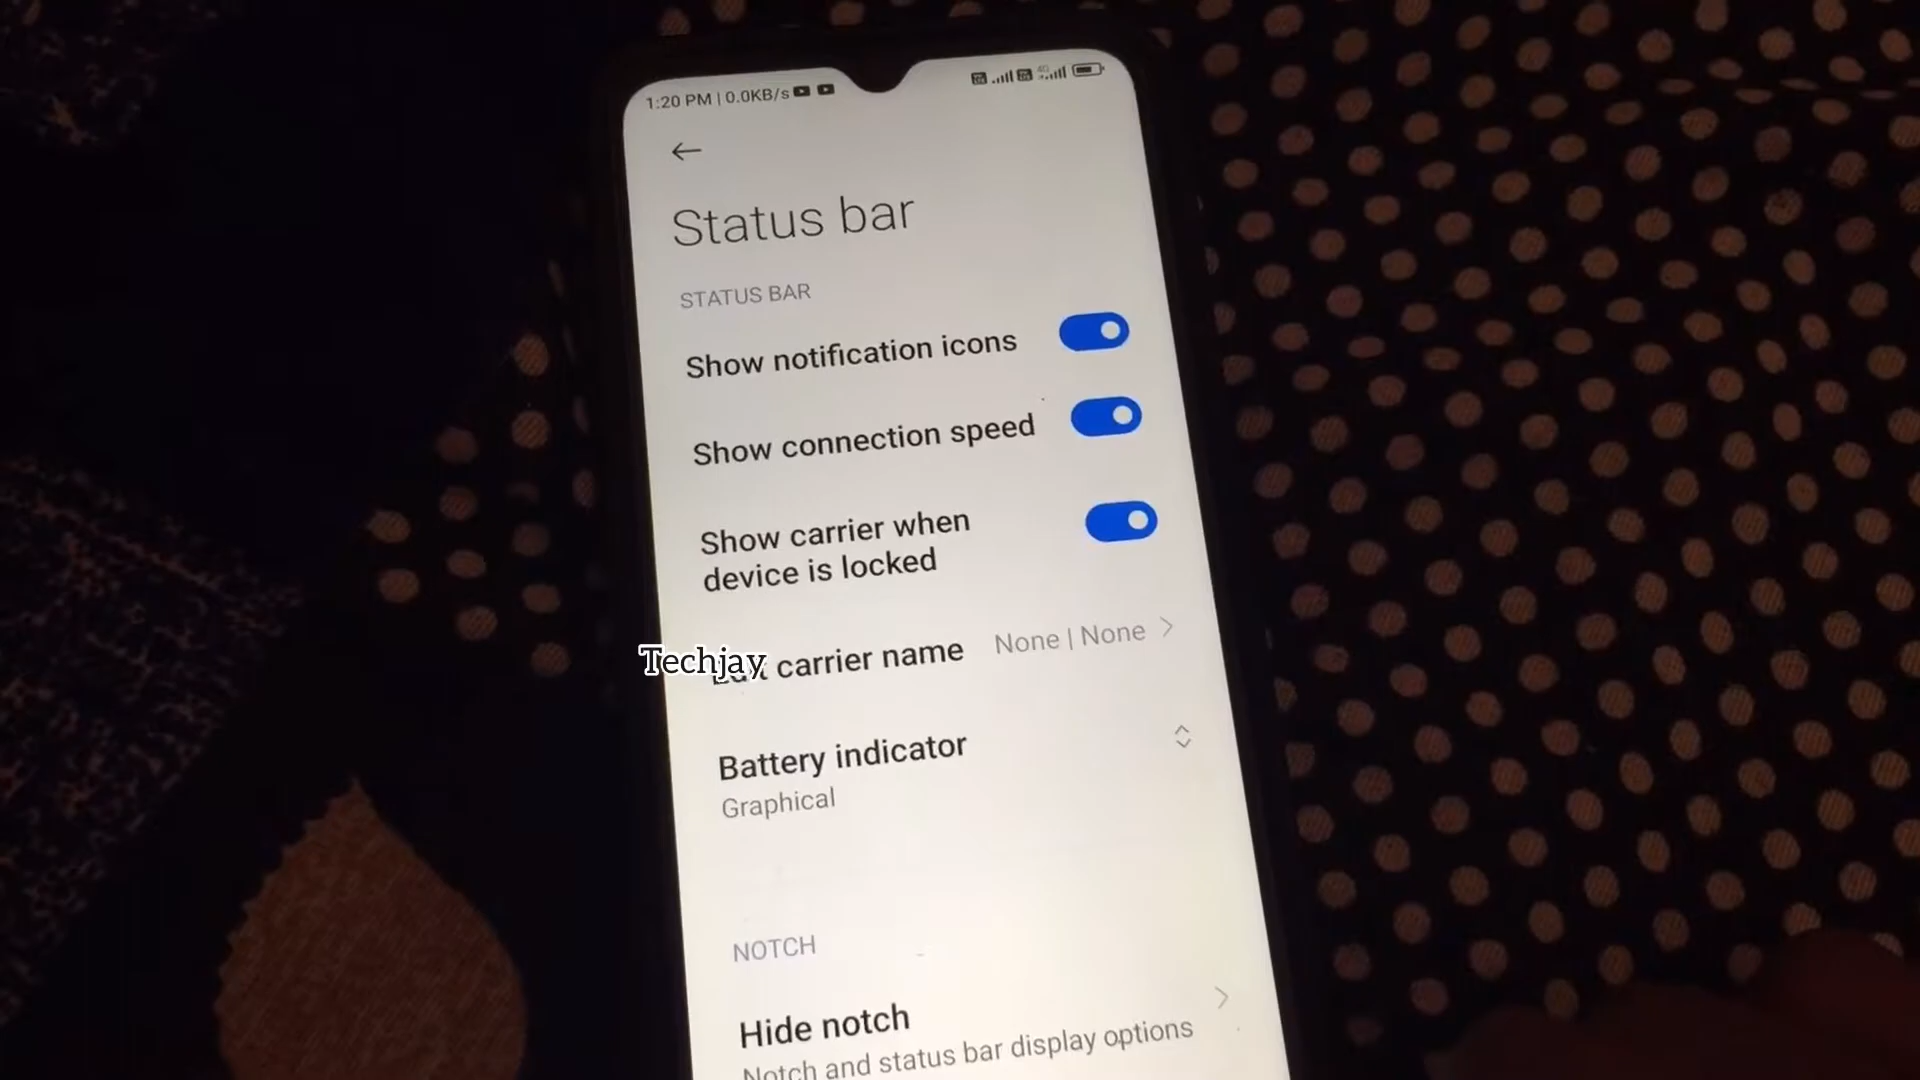 1:20 PM | 0.0KB/s
4G
Status bar
STATUS BAR
Show notification icons
Show connection speed
Show carrier when
device is locked
Techjay
carrier name None | None
Battery indicator
Graphical
NOTCH
Hide notch
Notch and status bar display options